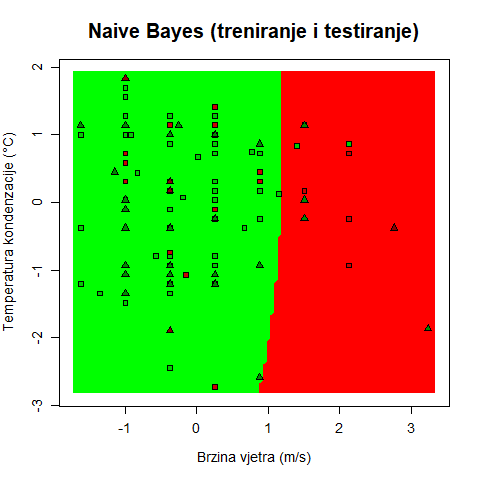 Naive Bayes (treniranje i testiranje)
Temperatura kondenzacije (°C)
2
1
0
-1
-2
-3
-1 0 1 2 3
Brzina vjetra (m/s)